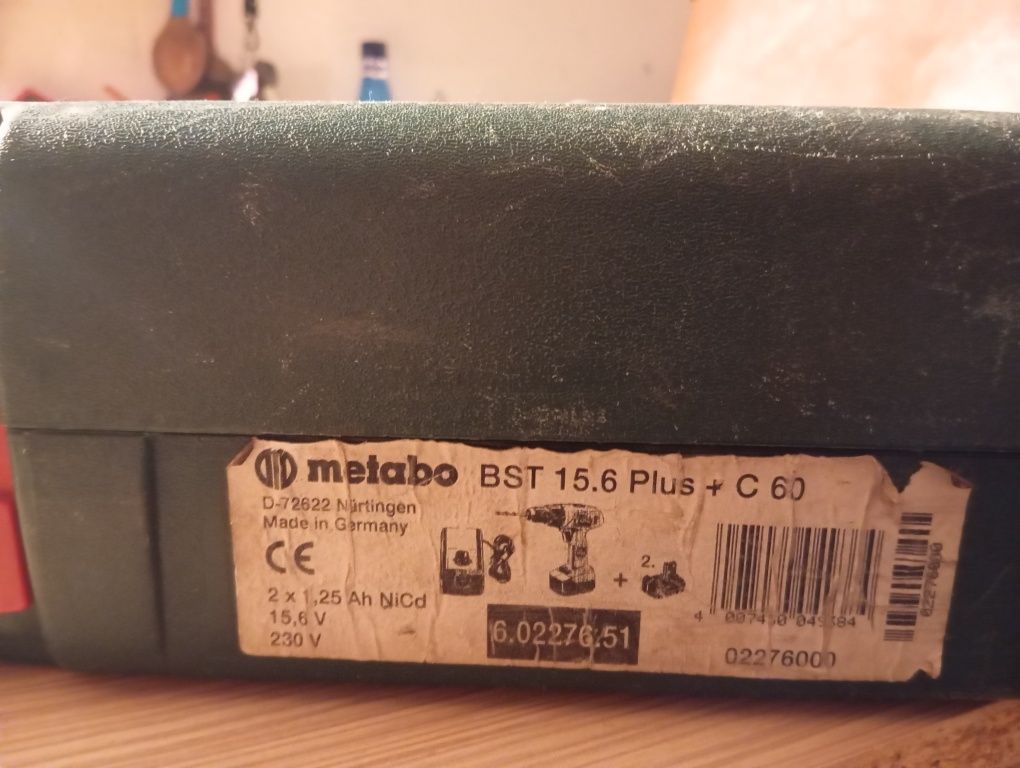 metabo BST 15.6 Plus + C 60
D-72622 Nürtingen
Made in Germany
CE
2 x 1,25 Ah NiCd
15,6 V
230 V
2.
+
6.02276.51
02276000
02276000